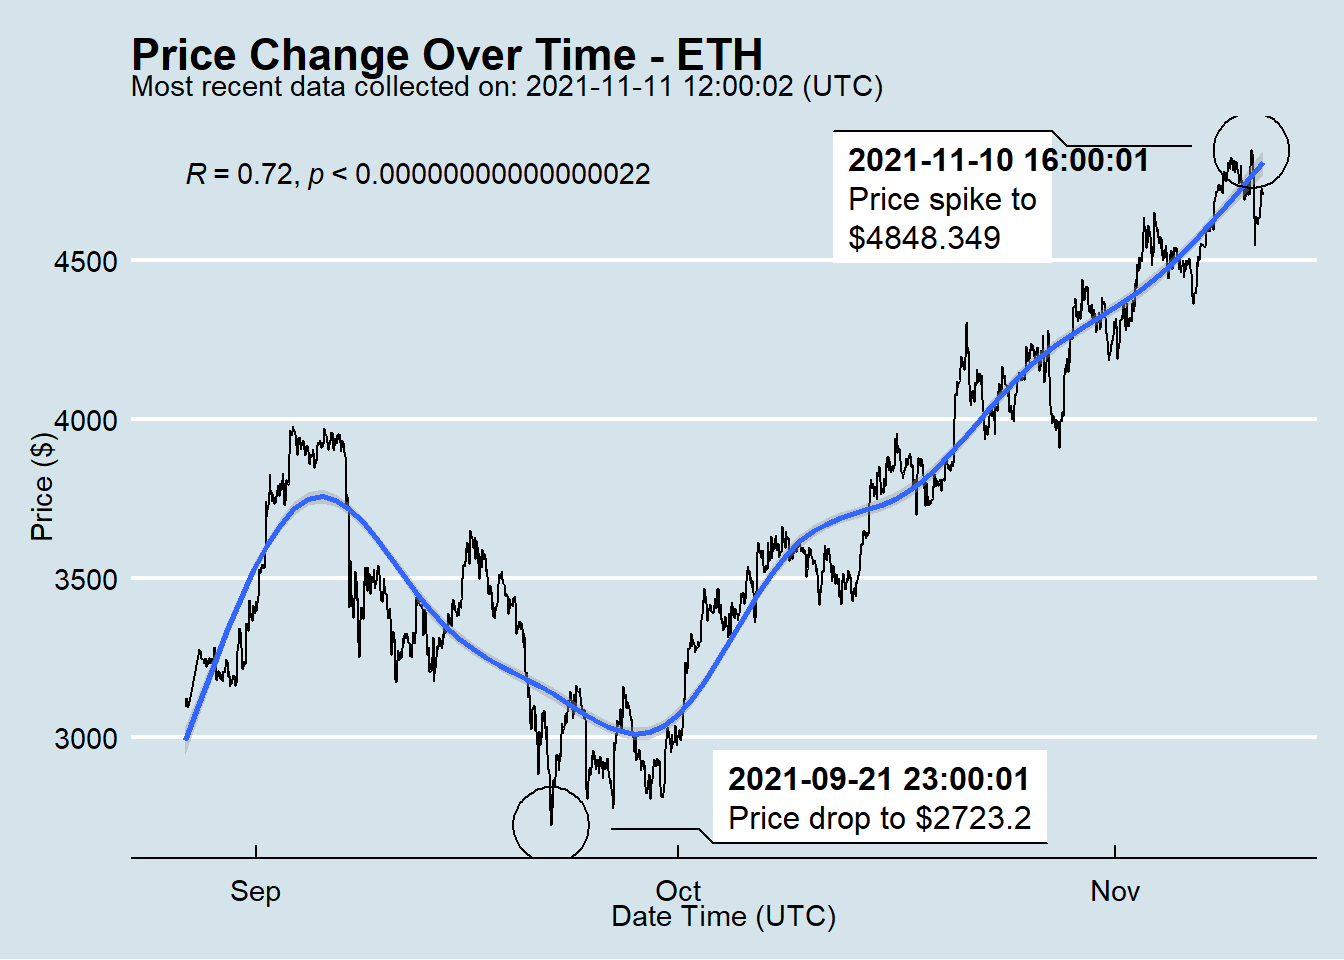 Price Change Over Time - ETH
Most recent data collected on: 2021-11-11 12:00:02 (UTC)
R = 0.72, p < 0.00000000000000022
2021-11-10 16:00:01
Price spike to
$4848.349
4500
4000
3500
3000
Price ($)
2021-09-21 23:00:01
Price drop to $2723.2
Sep
Oct
Nov
Date Time (UTC)